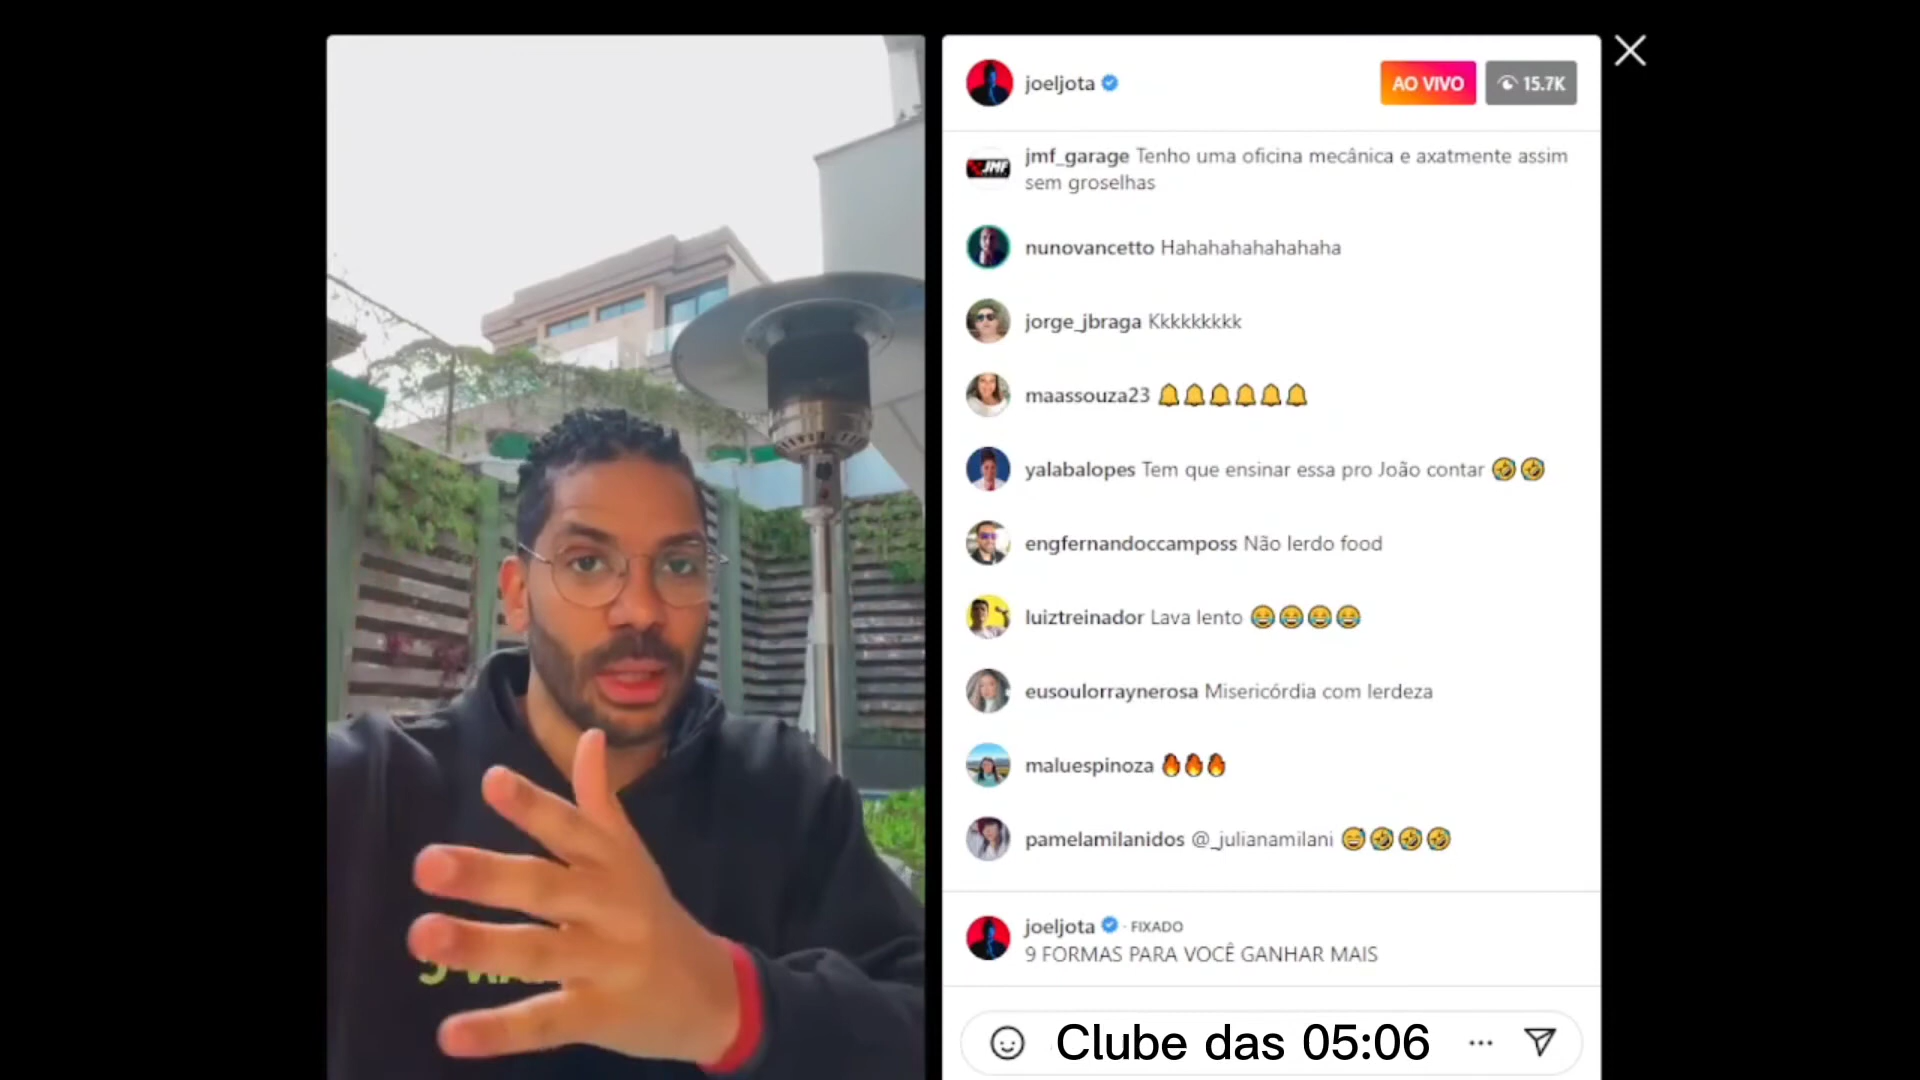 joeljota
AO VIVO
15.7K
JMF
jmf_garage Tenho uma oficina mecânica e axatmente assim
sem groselhas
nunovancetto Hahahahahahahaha
jorge_jbraga Kkkkkkkkk
maassouza23 🔔🔔🔔🔔🔔🔔
yalabalopes Tem que ensinar essa pro João contar 🤣🤣
engfernandoccamposs Não lerdo food
luiztreinador Lava lento 😂😂😂😂
eusoulorraynerosa Misericórdia com lerdeza
maluespinoza 🔥🔥🔥
pamelamilanidos @_julianamilani 😅🤣🤣🤣
joeljota · FIXADO
9 FORMAS PARA VOCÊ GANHAR MAIS
Clube das 05:06